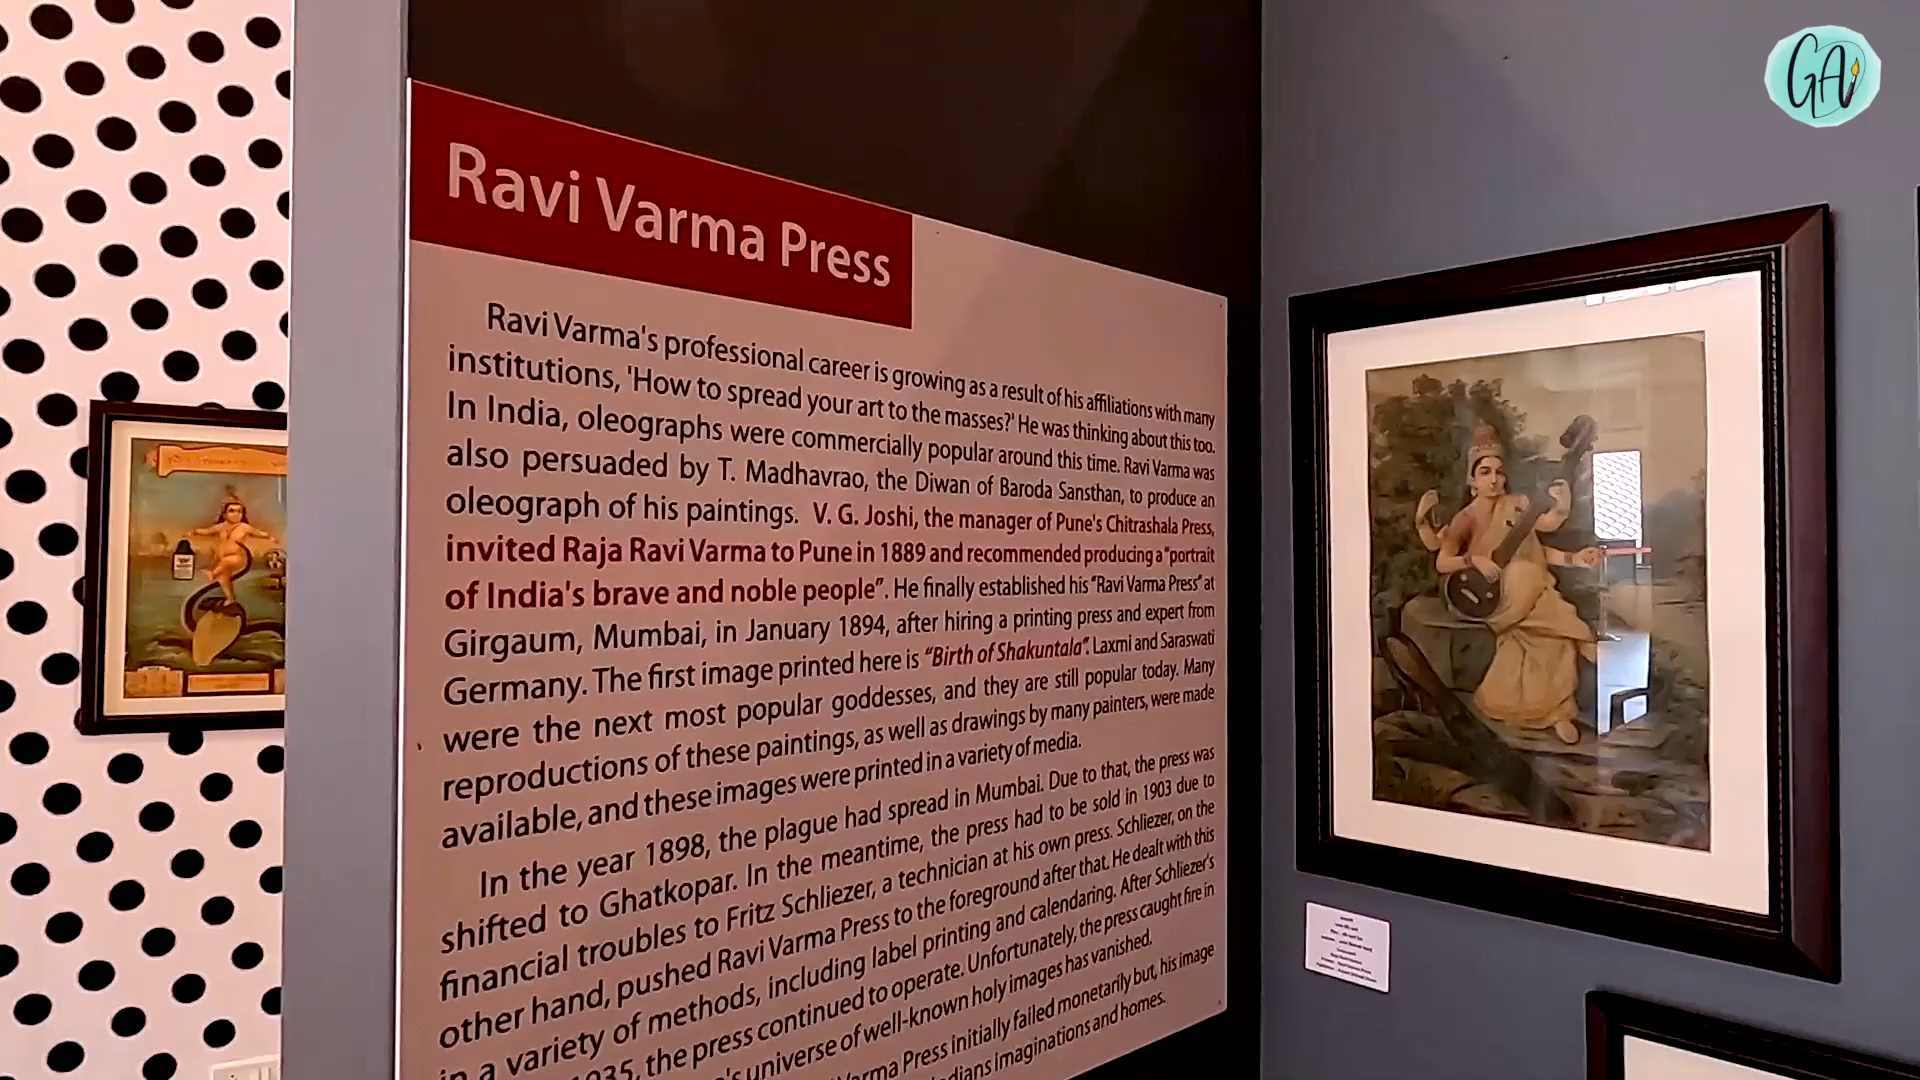 GA
Ravi Varma Press
Ravi Varma's professional career is growing as a result of his affiliations with many
institutions, 'How to spread your art to the masses?' He was thinking about this too.
In India, oleographs were commercially popular around this time. Ravi Varma was
also persuaded by T. Madhavrao, the Diwan of Baroda Sansthan, to produce an
oleograph of his paintings. V. G. Joshi, the manager of Pune's Chitrashala Press,
invited Raja Ravi Varma to Pune in 1889 and recommended producing a "portrait
of India's brave and noble people". He finally established his "Ravi Varma Press" at
Girgaum, Mumbai, in January 1894, after hiring a printing press and expert from
Germany. The first image printed here is "Birth of Shakuntala". Laxmi and Saraswati
were the next most popular goddesses, and they are still popular today. Many
reproductions of these paintings, as well as drawings by many painters, were made
available, and these images were printed in a variety of media.
In the year 1898, the plague had spread in Mumbai. Due to that, the press was
shifted to Ghatkopar. In the meantime, the press had to be sold in 1903 due to
financial troubles to Fritz Schliezer, a technician at his own press. Schliezer, on the
other hand, pushed Ravi Varma Press to the foreground after that. He dealt with this
in a variety of methods, including label printing and calendaring. After Schliezer's
1935, the press continued to operate. Unfortunately, the press caught fire in
universe of well-known holy images has vanished.
Varma Press initially failed monetarily but, his image
imaginations and homes.